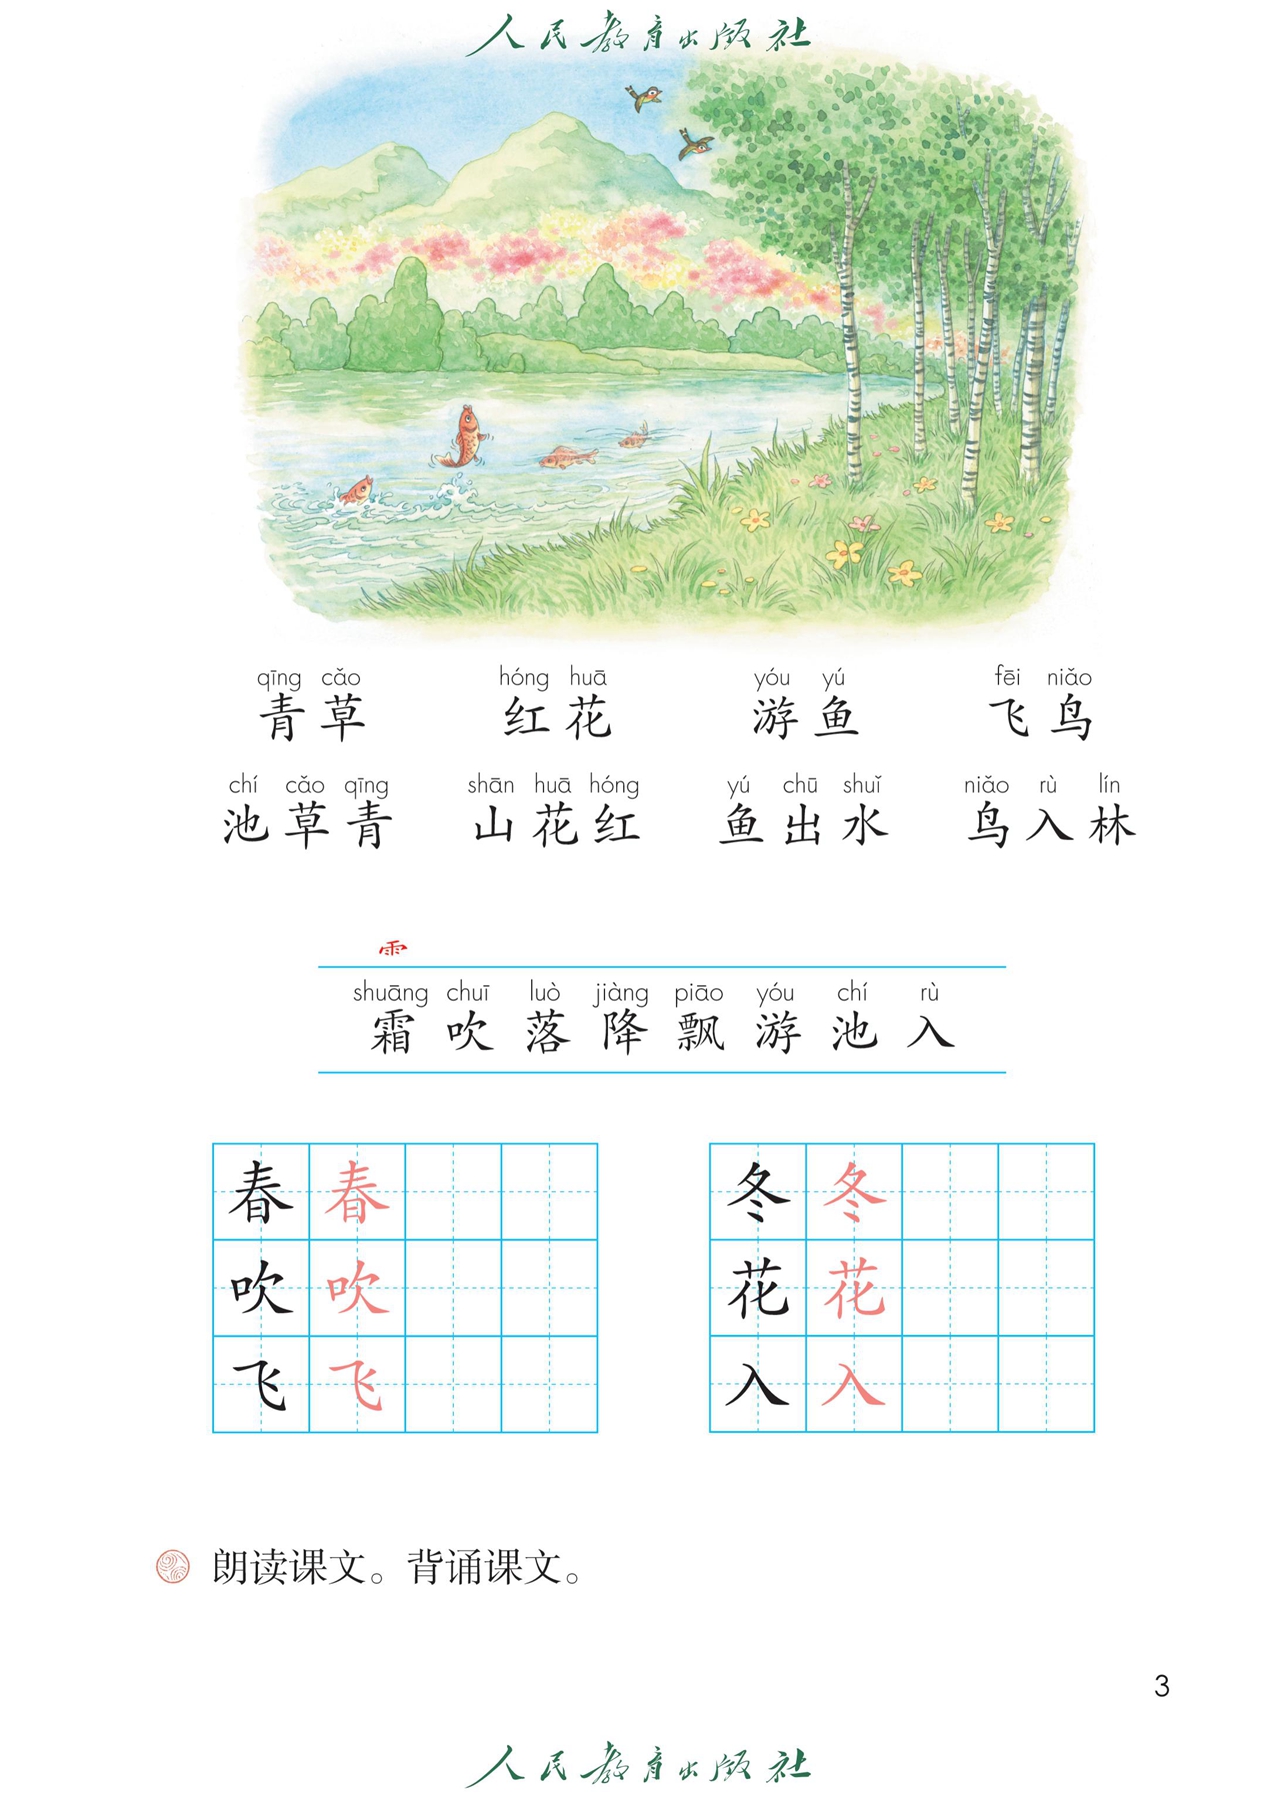 人民教育出版社
qīng cǎo hóng huā yóu yú fēi niǎo
青草 红花 游鱼 飞鸟
chí cǎo qīng shān huā hóng yú chū shuǐ niǎo rù lín
池草青 山花红 鱼出水 鸟入林
⻗
shuāng chuī luò jiàng piāo yóu chí rù
霜 吹 落 降 飘 游 池 入
春 春 冬 冬
吹 吹 花 花
飞 飞 入 入
朗读课文。背诵课文。
3
人民教育出版社